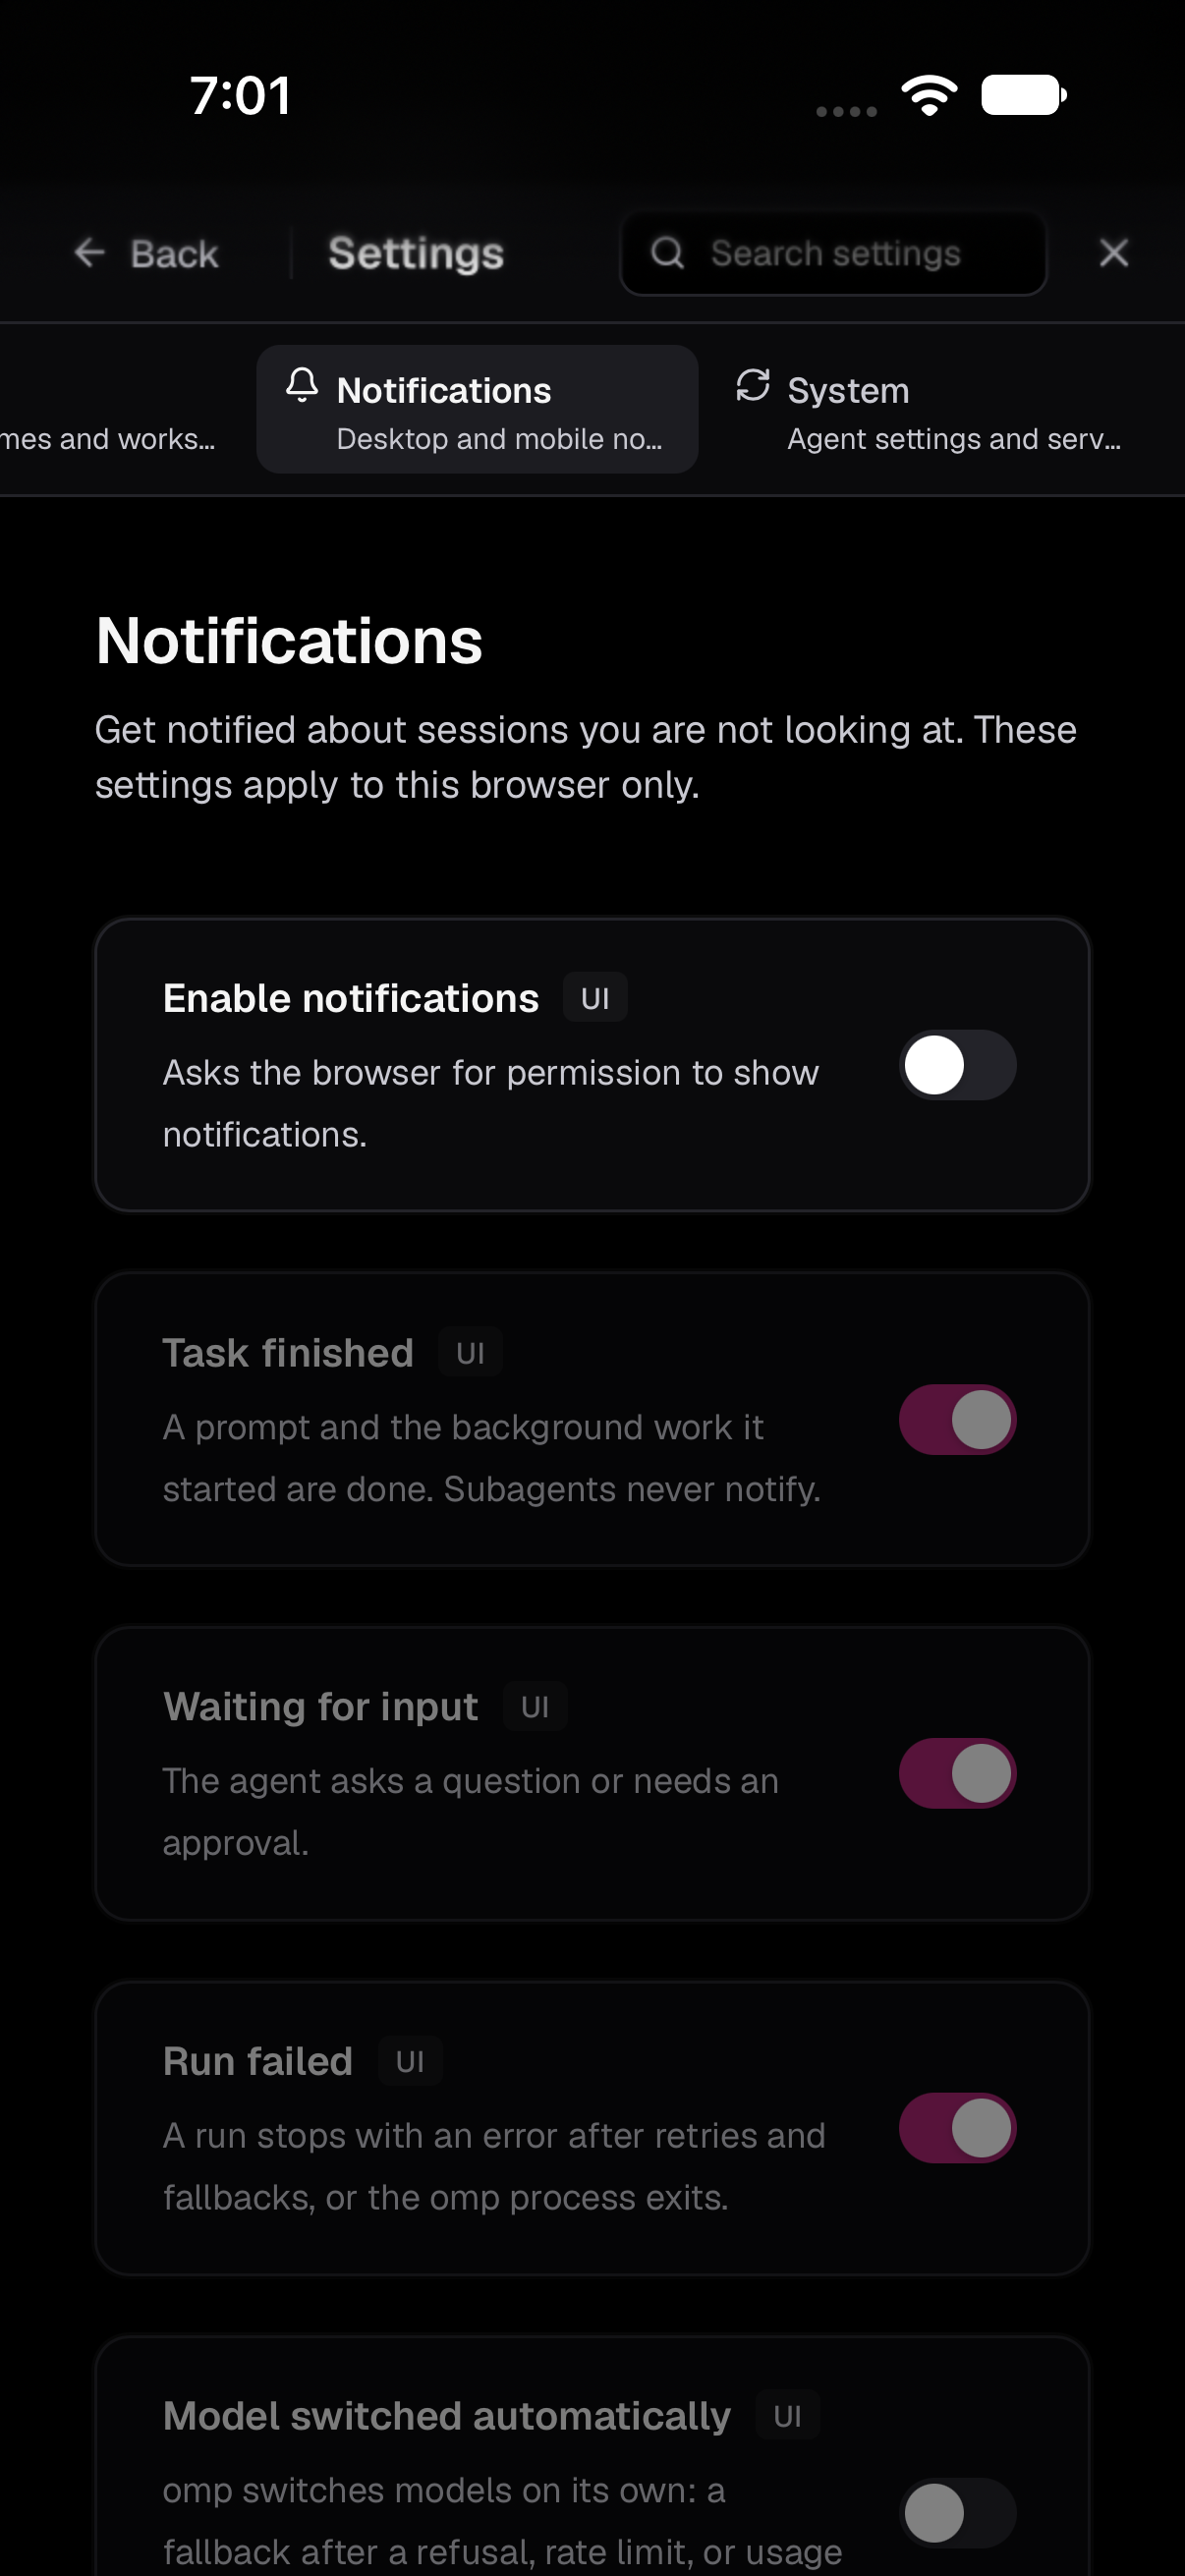 7:01
Back
Settings
Search settings
Notifications
System
mes and works...
Desktop and mobile no...
Agent settings and serv...
Notifications
Get notified about sessions you are not looking at. These
settings apply to this browser only.
Enable notifications UI
Asks the browser for permission to show
notifications.
Task finished UI
A prompt and the background work it
started are done. Subagents never notify.
Waiting for input UI
The agent asks a question or needs an
approval.
Run failed UI
A run stops with an error after retries and
fallbacks, or the omp process exits.
Model switched automatically UI
omp switches models on its own: a
fallback after a refusal, rate limit, or usage